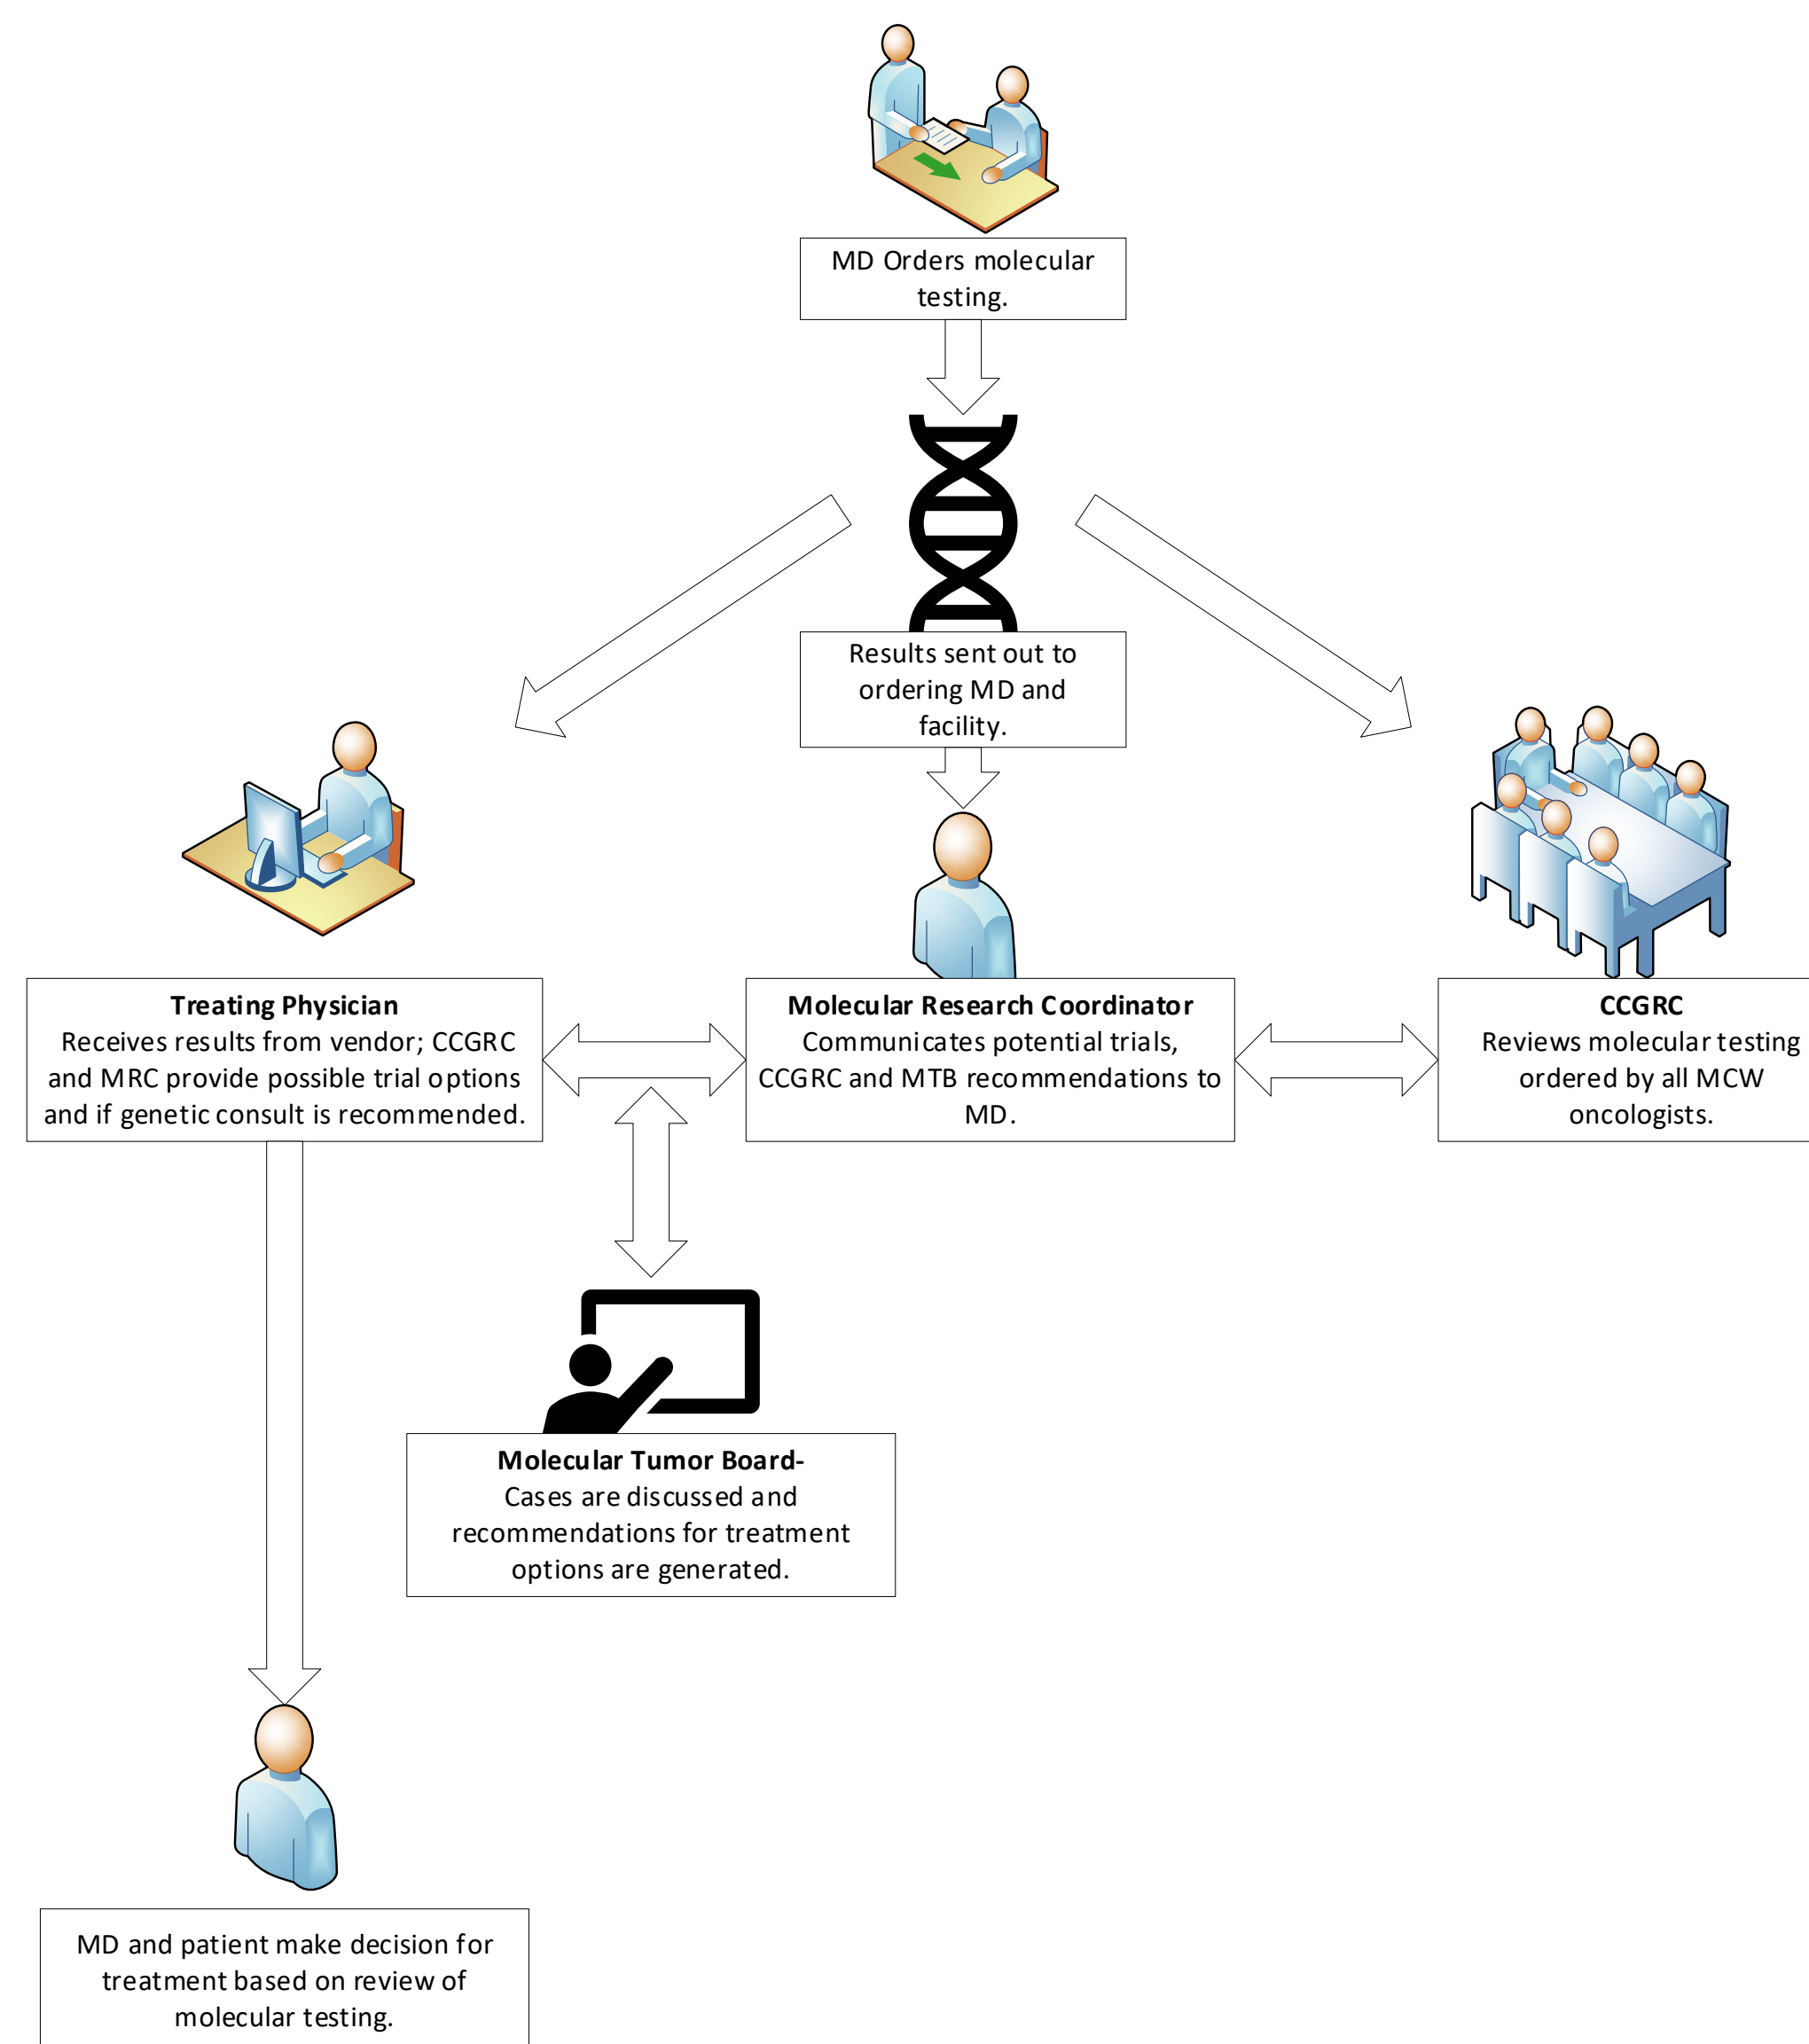 MD Orders molecular
testing.
Results sent out to
ordering MD and
facility.
Treating Physician
Receives results from vendor; CCGRC
and MRC provide possible trial options
and if genetic consult is recommended.
Molecular Research Coordinator
Communicates potential trials,
CCGRC and MTB recommendations to
MD.
CCGRC
Reviews molecular testing
ordered by all MCW
oncologists.
Molecular Tumor Board-
Cases are discussed and
recommendations for treatment
options are generated.
MD and patient make decision for
treatment based on review of
molecular testing.